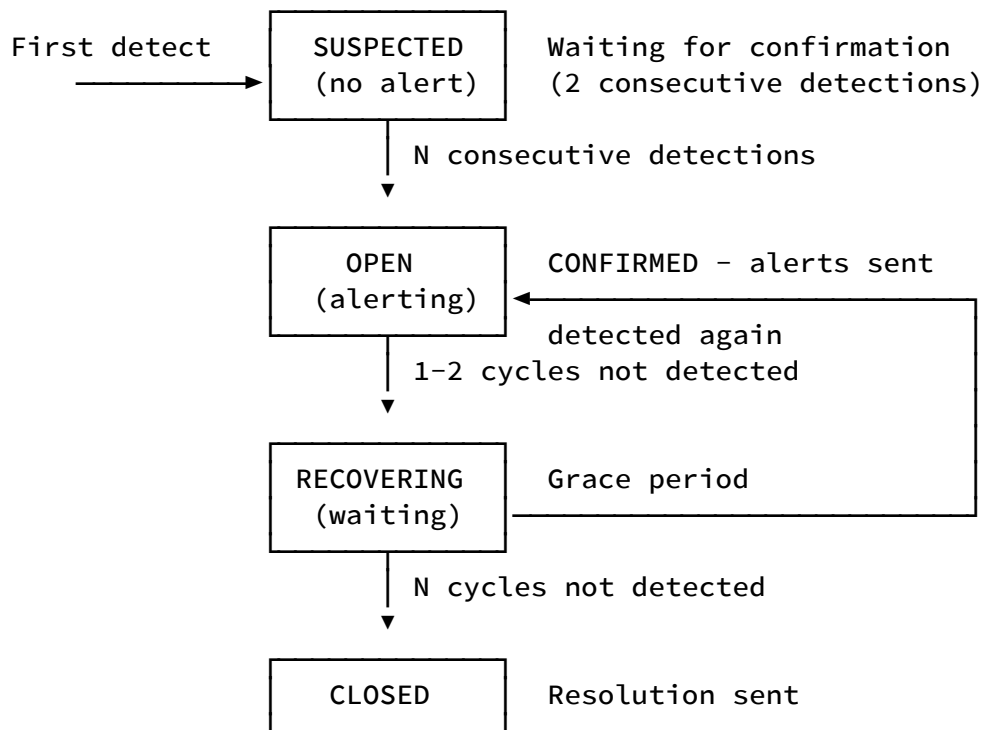 First detect
SUSPECTED
(no alert)
Waiting for confirmation
(2 consecutive detections)
N consecutive detections
OPEN
(alerting)
CONFIRMED - alerts sent
detected again
1-2 cycles not detected
RECOVERING
(waiting)
Grace period
N cycles not detected
CLOSED
Resolution sent